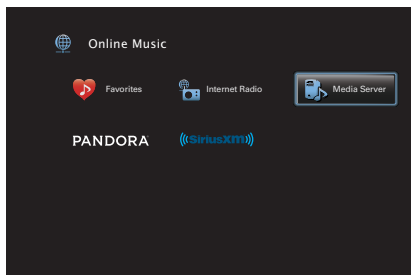 Online Music
Favorites
Internet Radio
Media Server
PANDORA
((SiriusXM))